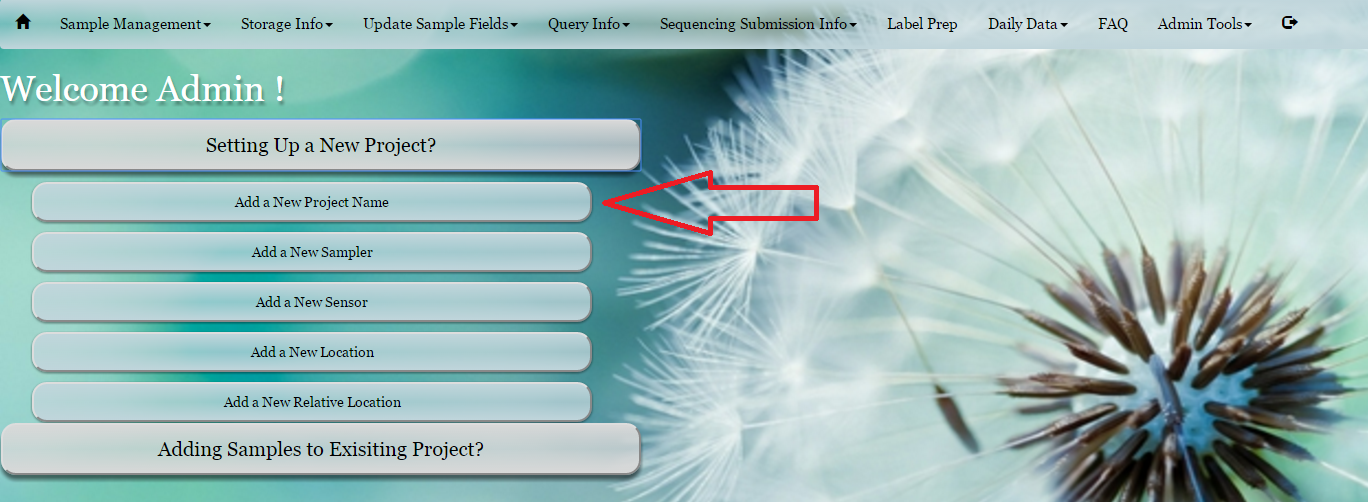 Sample Management Storage Info Update Sample Fields Query Info Sequencing Submission Info Label Prep Daily Data FAQ Admin Tools
Welcome Admin !
Setting Up a New Project?
Add a New Project Name
Add a New Sampler
Add a New Sensor
Add a New Location
Add a New Relative Location
Adding Samples to Exisiting Project?